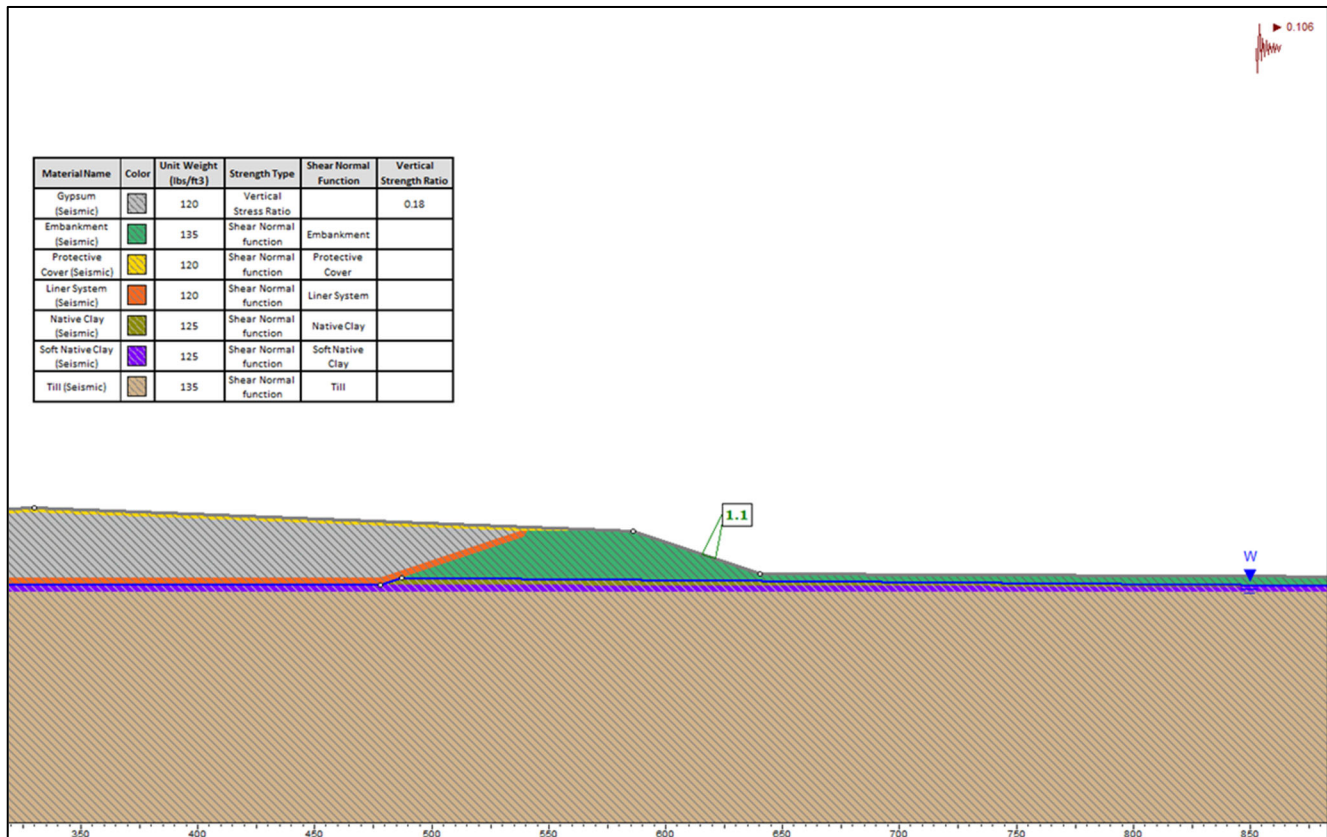 0.106
Material Name Color Unit Weight (lbs/ft3) Strength Type Shear Normal Function Vertical Strength Ratio
Gypsum (Seismic) 120 Vertical Stress Ratio 0.18
Embankment (Seismic) 135 Shear Normal function Embankment
Protective Cover (Seismic) 120 Shear Normal function Protective Cover
Liner System (Seismic) 120 Shear Normal function Liner System
Native Clay (Seismic) 125 Shear Normal function Native Clay
Soft Native Clay (Seismic) 125 Shear Normal function Soft Native Clay
Till (Seismic) 135 Shear Normal function Till
1.1
W
350 400 450 500 550 600 650 700 750 800 850